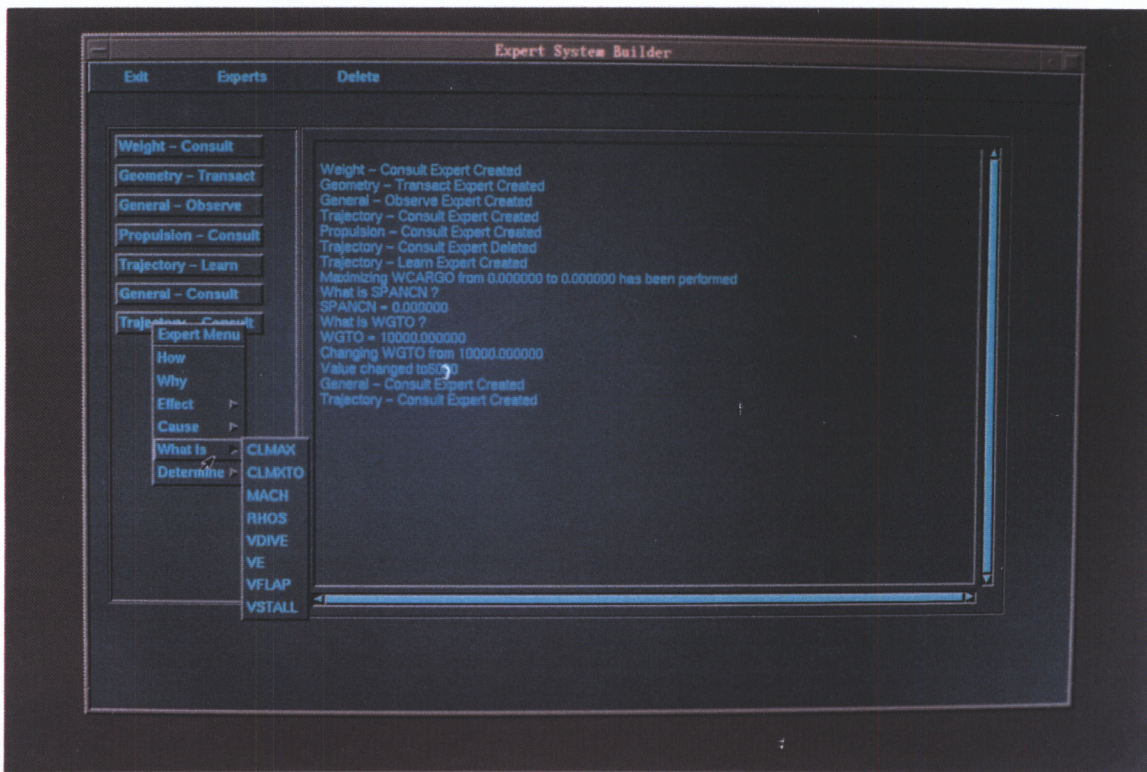 Expert System Builder
Exit Experts Delete
Weight – Consult
Geometry – Transact
General – Observe
Propulsion – Consult
Trajectory – Learn
General – Consult
Trajectory – Consult
Expert Menu
How
Why
Effect
Cause
What Is
Determine
CLMAX
CLMXTO
MACH
RHOS
VDIVE
VE
VFLAP
VSTALL
Weight – Consult Expert Created
Geometry – Transact Expert Created
General – Observe Expert Created
Trajectory – Consult Expert Created
Propulsion – Consult Expert Created
Trajectory – Consult Expert Deleted
Trajectory – Learn Expert Created
Maximizing WCARGO from 0.000000 to 0.000000 has been performed
What is SPANCN ?
SPANCN = 0.000000
What is WGTO ?
WGTO = 10000.000000
Changing WGTO from 10000.000000
Value changed
General – Consult Expert Created
Trajectory – Consult Expert Created